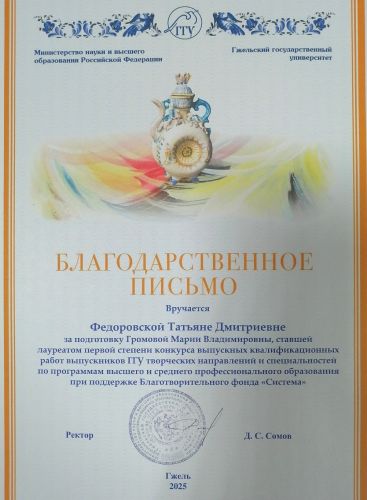 ГГУ
Министерство науки и высшего
образования Российской Федерации
Гжельский государственный
университет
БЛАГОДАРСТВЕННОЕ
ПИСЬМО
Вручается
Федоровской Татьяне Дмитриевне
за подготовку Громовой Марии Владимировны, ставшей
лауреатом первой степени конкурса выпускных квалификационных
работ выпускников ГГУ творческих направлений и специальностей
по программам высшего и среднего профессионального образования
при поддержке Благотворительного фонда «Система»
Ректор
Д. С. Сомов
Гжель
2025